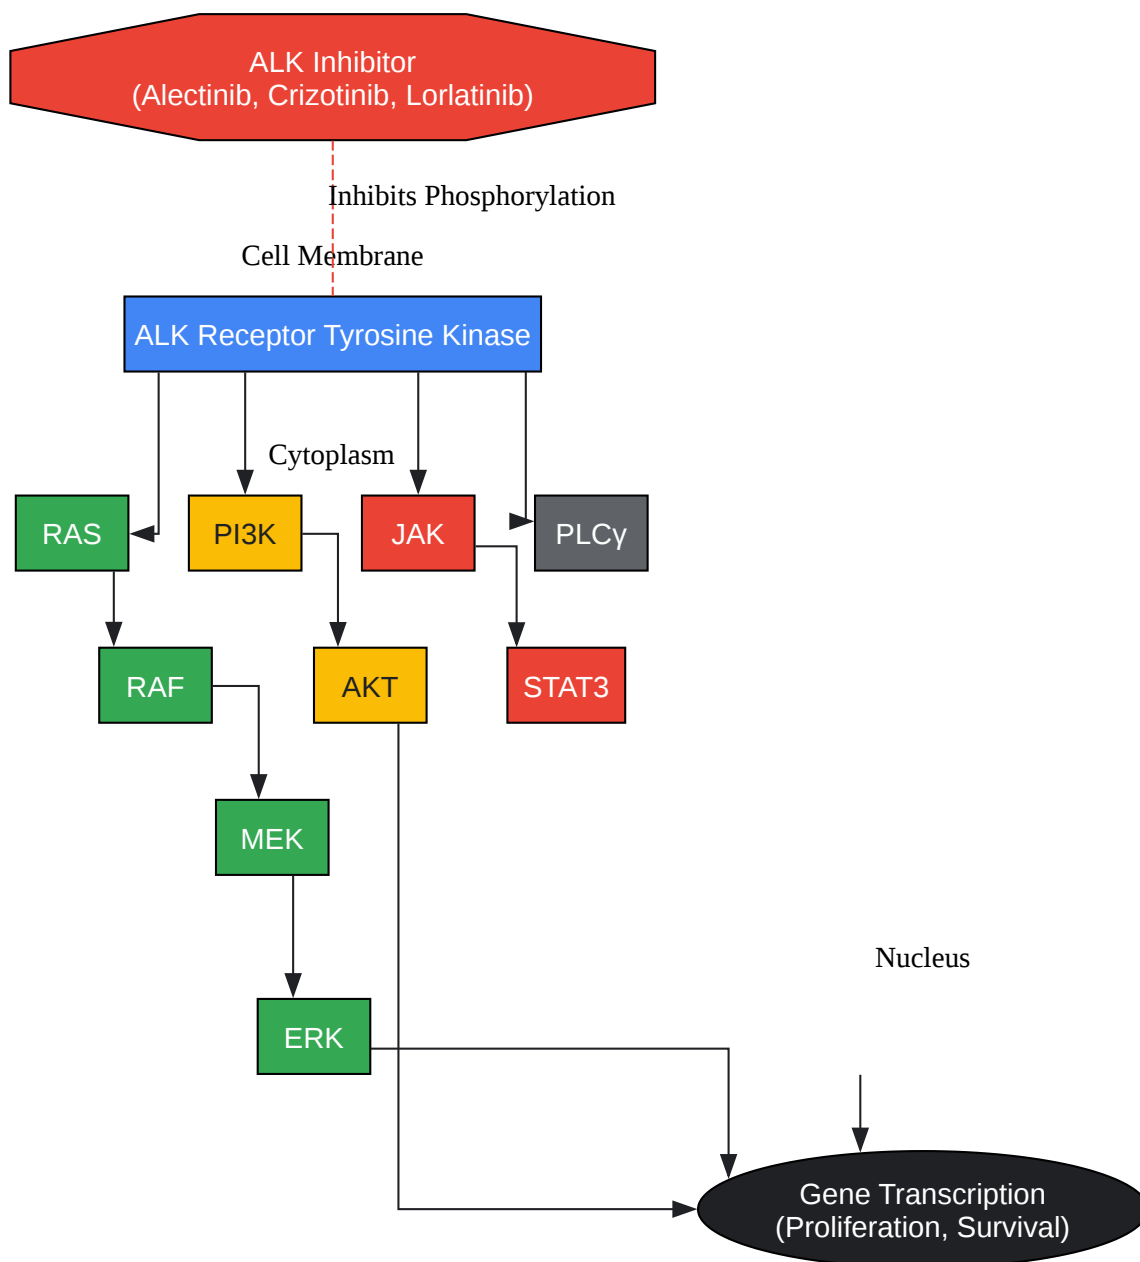 ALK Inhibitor
(Alectinib, Crizotinib, Lorlatinib)
Inhibits Phosphorylation
Cell Membrane
ALK Receptor Tyrosine Kinase
Cytoplasm
RAS
PI3K
JAK
PLCγ
RAF
AKT
STAT3
MEK
Nucleus
ERK
Gene Transcription
(Proliferation, Survival)